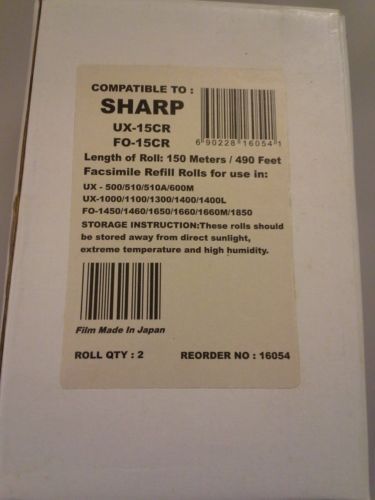 COMPATIBLE TO :
SHARP
UX-15CR
FO-15CR
6 90228 16054 1
Length of Roll: 150 Meters / 490 Feet
Facsimile Refill Rolls for use in:
UX - 500/510/510A/600M
UX-1000/1100/1300/1400/1400L
FO-1450/1460/1650/1660/1660M/1850
STORAGE INSTRUCTION:These rolls should
be stored away from direct sunlight,
extreme temperature and high humidity.
Film Made In Japan
ROLL QTY : 2 REORDER NO : 16054